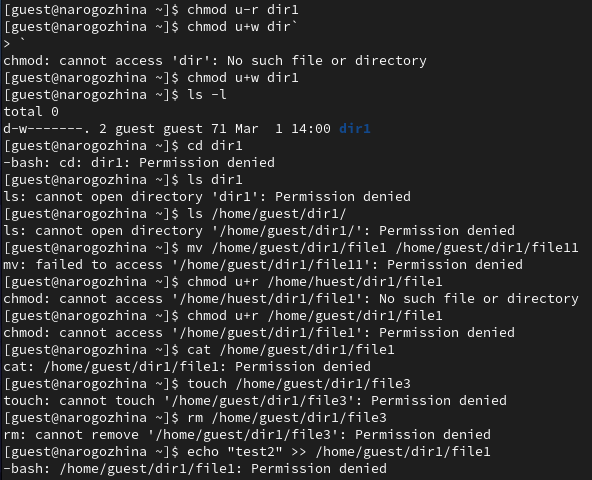 [guest@narogozhina ~]$ chmod u-r dir1
[guest@narogozhina ~]$ chmod u+w dir`
> `
chmod: cannot access 'dir': No such file or directory
[guest@narogozhina ~]$ chmod u+w dir1
[guest@narogozhina ~]$ ls -l
total 0
d-w-------. 2 guest guest 71 Mar  1 14:00 dir1
[guest@narogozhina ~]$ cd dir1
-bash: cd: dir1: Permission denied
[guest@narogozhina ~]$ ls dir1
ls: cannot open directory 'dir1': Permission denied
[guest@narogozhina ~]$ ls /home/guest/dir1/
ls: cannot open directory '/home/guest/dir1/': Permission denied
[guest@narogozhina ~]$ mv /home/guest/dir1/file1 /home/guest/dir1/file11
mv: failed to access '/home/guest/dir1/file11': Permission denied
[guest@narogozhina ~]$ chmod u+r /home/huest/dir1/file1
chmod: cannot access '/home/huest/dir1/file1': No such file or directory
[guest@narogozhina ~]$ chmod u+r /home/guest/dir1/file1
chmod: cannot access '/home/guest/dir1/file1': Permission denied
[guest@narogozhina ~]$ cat /home/guest/dir1/file1
cat: /home/guest/dir1/file1: Permission denied
[guest@narogozhina ~]$ touch /home/guest/dir1/file3
touch: cannot touch '/home/guest/dir1/file3': Permission denied
[guest@narogozhina ~]$ rm /home/guest/dir1/file3
rm: cannot remove '/home/guest/dir1/file3': Permission denied
[guest@narogozhina ~]$ echo "test2" >> /home/guest/dir1/file1
-bash: /home/guest/dir1/file1: Permission denied